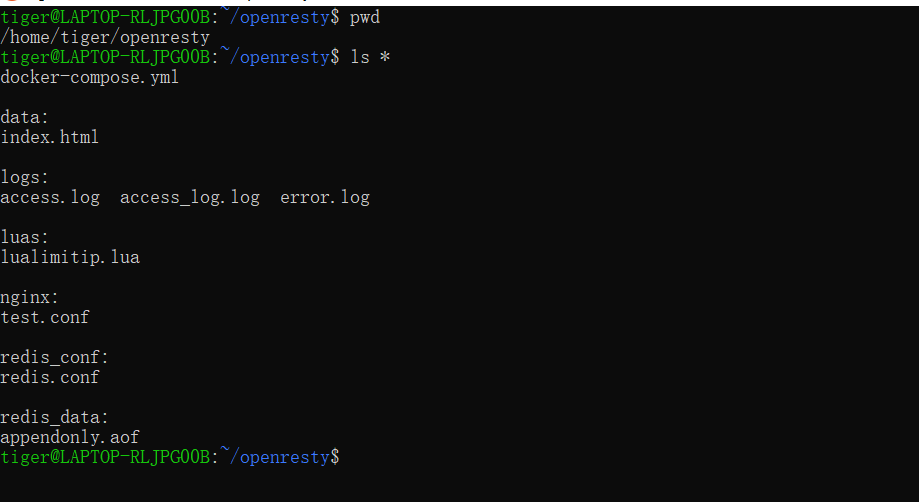 tiger@LAPTOP-RLJPG00B:~/openresty$ pwd
/home/tiger/openresty
tiger@LAPTOP-RLJPG00B:~/openresty$ ls *
docker-compose.yml
data:
index.html
logs:
access.log  access_log.log  error.log
luas:
lualimitip.lua
nginx:
test.conf
redis_conf:
redis.conf
redis_data:
appendonly.aof
tiger@LAPTOP-RLJPG00B:~/openresty$